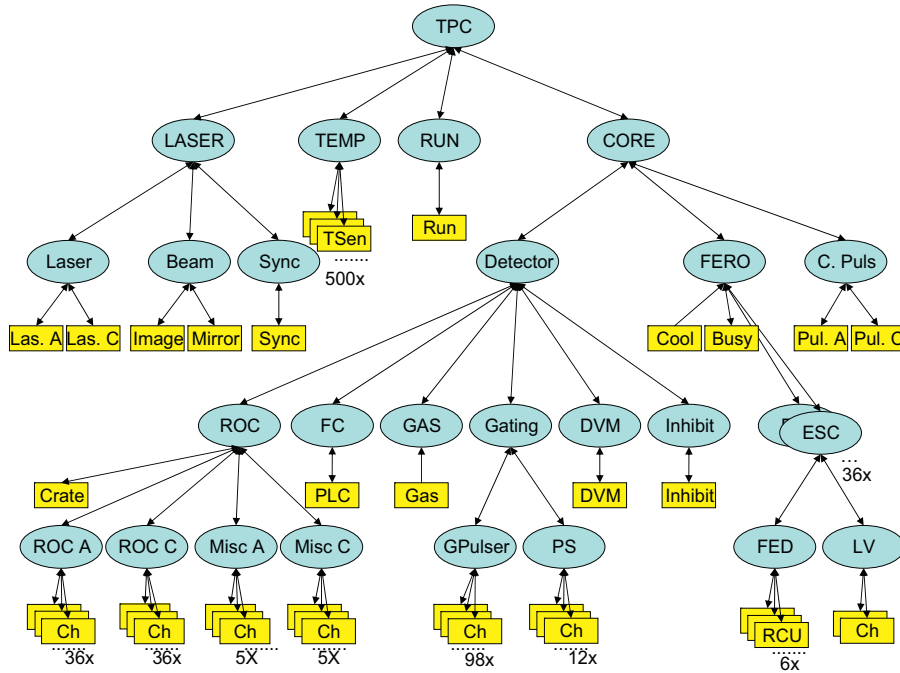 TPC
LASER
TEMP
RUN
CORE
TSen
500x
Run
Laser
Beam
Sync
Detector
FERO
C. Puls
Las. A
Las. C
Image
Mirror
Sync
Cool
Busy
Pul. A
Pul. C
ROC
FC
GAS
Gating
DVM
Inhibit
ESC
36x
Crate
PLC
Gas
DVM
Inhibit
ROC A
ROC C
Misc A
Misc C
GPulser
PS
FED
LV
Ch
Ch
Ch
Ch
Ch
Ch
RCU
Ch
36x
36x
5X
5X
98x
12x
6x